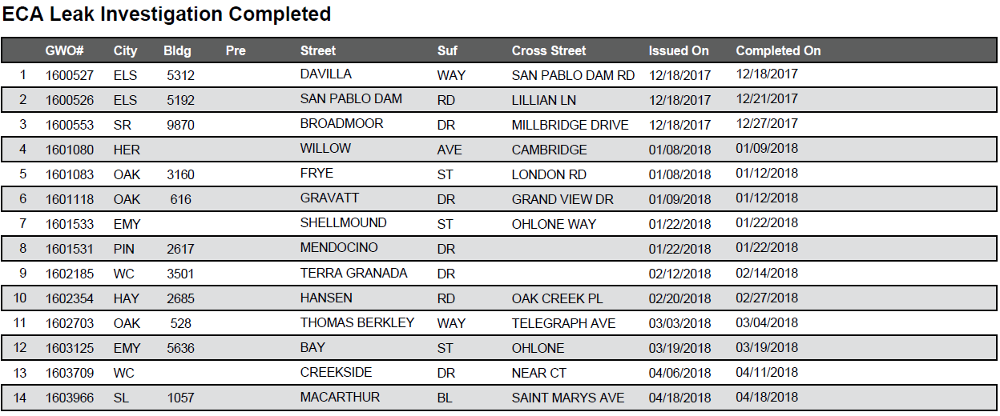 ECA Leak Investigation Completed
GWO# City Bldg Pre Street Suf Cross Street Issued On Completed On
1 1600527 ELS 5312 DAVILLA WAY SAN PABLO DAM RD 12/18/2017 12/18/2017
2 1600526 ELS 5192 SAN PABLO DAM RD LILLIAN LN 12/18/2017 12/21/2017
3 1600553 SR 9870 BROADMOOR DR MILLBRIDGE DRIVE 12/18/2017 12/27/2017
4 1601080 HER WILLOW AVE CAMBRIDGE 01/08/2018 01/09/2018
5 1601083 OAK 3160 FRYE ST LONDON RD 01/08/2018 01/12/2018
6 1601118 OAK 616 GRAVATT DR GRAND VIEW DR 01/09/2018 01/12/2018
7 1601533 EMY SHELLMOUND ST OHLONE WAY 01/22/2018 01/22/2018
8 1601531 PIN 2617 MENDOCINO DR 01/22/2018 01/22/2018
9 1602185 WC 3501 TERRA GRANADA DR 02/12/2018 02/14/2018
10 1602354 HAY 2685 HANSEN RD OAK CREEK PL 02/20/2018 02/27/2018
11 1602703 OAK 528 THOMAS BERKLEY WAY TELEGRAPH AVE 03/03/2018 03/04/2018
12 1603125 EMY 5636 BAY ST OHLONE 03/19/2018 03/19/2018
13 1603709 WC CREEKSIDE DR NEAR CT 04/06/2018 04/11/2018
14 1603966 SL 1057 MACARTHUR BL SAINT MARYS AVE 04/18/2018 04/18/2018